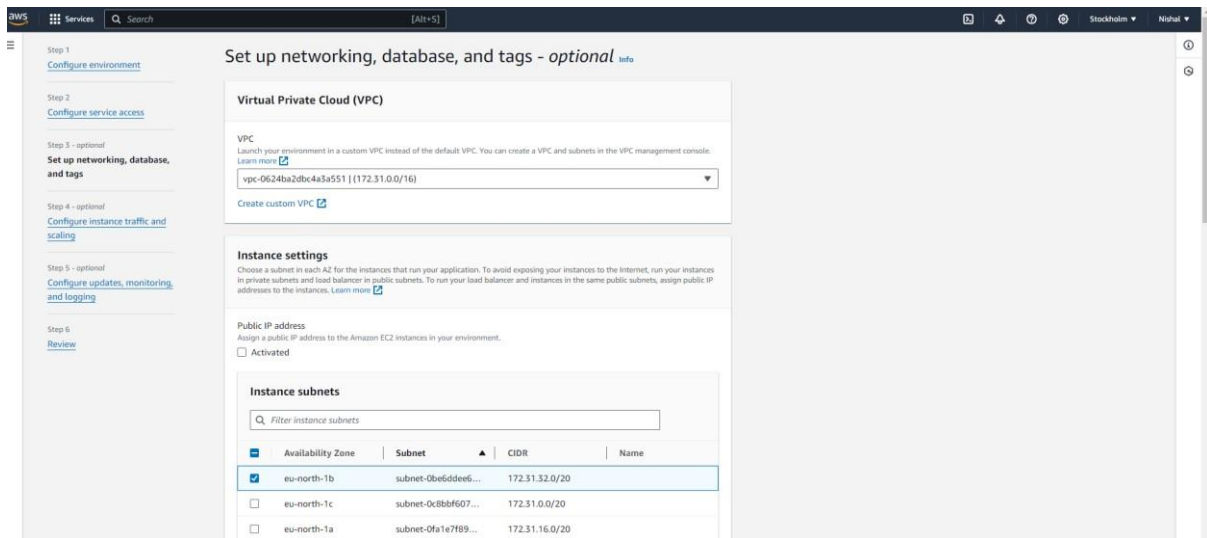 aws
Services
Search
[Alt+S]
Stockholm
Nishal
Step 1
Configure environment
Step 2
Configure service access
Step 3 - optional
Set up networking, database,
and tags
Step 4 - optional
Configure instance traffic and
scaling
Step 5 - optional
Configure updates, monitoring,
and logging
Step 6
Review
Set up networking, database, and tags - optional Info
Virtual Private Cloud (VPC)
VPC
Launch your environment in a custom VPC instead of the default VPC. You can create a VPC and subnets in the VPC management console.
Learn more
vpc-0624ba2dbc4a3a551 | (172.31.0.0/16)
Create custom VPC
Instance settings
Choose a subnet in each AZ for the instances that run your application. To avoid exposing your instances to the Internet, run your instances
in private subnets and load balancer in public subnets. To run your load balancer and instances in the same public subnets, assign public IP
addresses to the instances. Learn more
Public IP address
Assign a public IP address to the Amazon EC2 instances in your environment.
Activated
Instance subnets
Filter instance subnets
Availability Zone Subnet CIDR Name
eu-north-1b subnet-0be6ddee6... 172.31.32.0/20
eu-north-1c subnet-0c8bbf607... 172.31.0.0/20
eu-north-1a subnet-0fa1e7f89... 172.31.16.0/20